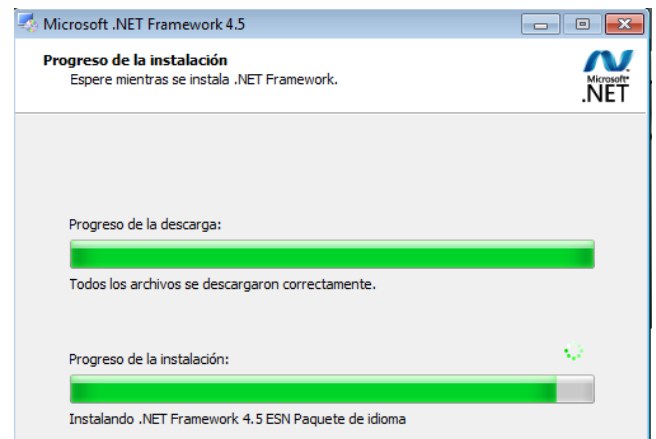 Microsoft .NET Framework 4.5
Progreso de la instalación
Espere mientras se instala .NET Framework.
Microsoft®
.NET
Progreso de la descarga:
Todos los archivos se descargaron correctamente.
Progreso de la instalación:
Instalando .NET Framework 4.5 ESN Paquete de idioma